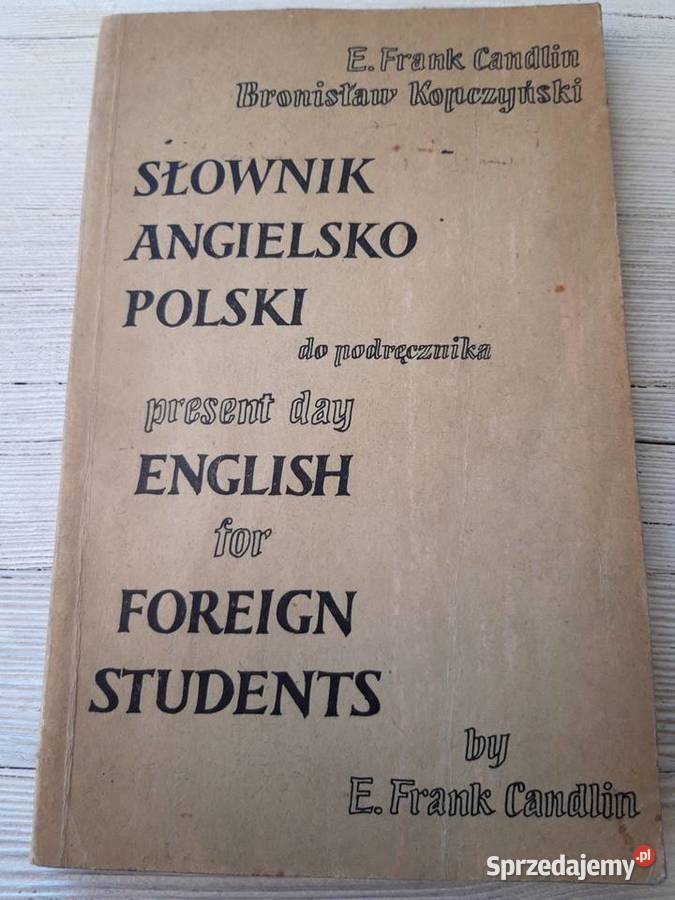 E. Frank Candlin
Bronisław Kopczyński
SŁOWNIK
ANGIELSKO
POLSKI
do podręcznika
present day
ENGLISH
for
FOREIGN
STUDENTS
by
E. Frank Candlin
Sprzedajemy.pl